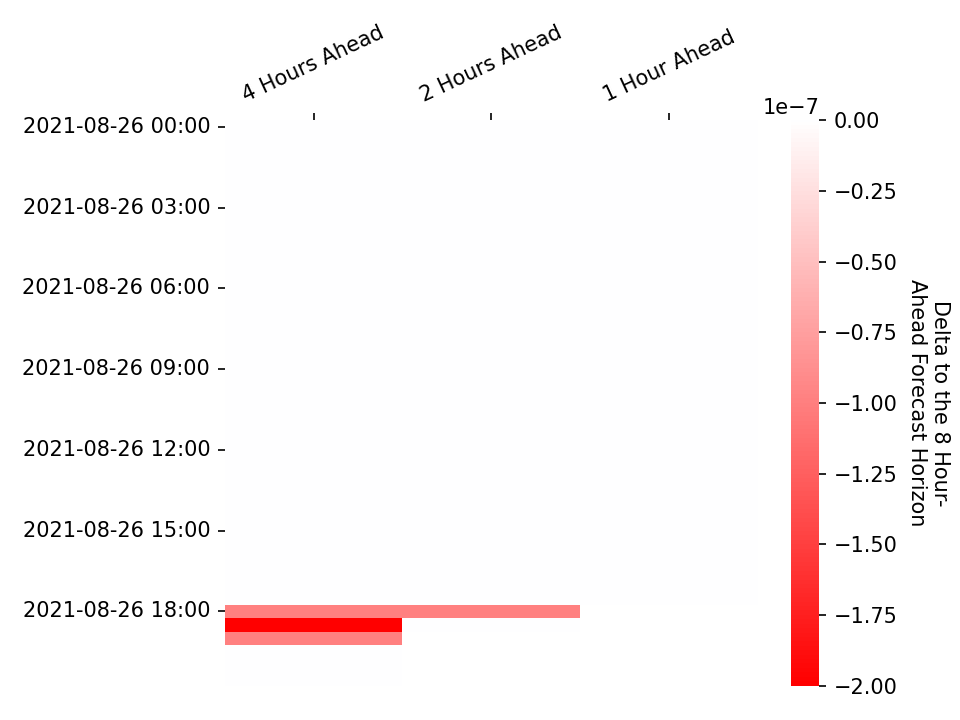 4 Hours Ahead
2 Hours Ahead
1 Hour Ahead
1e−7
2021-08-26 00:00
2021-08-26 03:00
2021-08-26 06:00
2021-08-26 09:00
2021-08-26 12:00
2021-08-26 15:00
2021-08-26 18:00
0.00
−0.25
−0.50
−0.75
−1.00
−1.25
−1.50
−1.75
−2.00
Delta to the 8 Hour-
Ahead Forecast Horizon